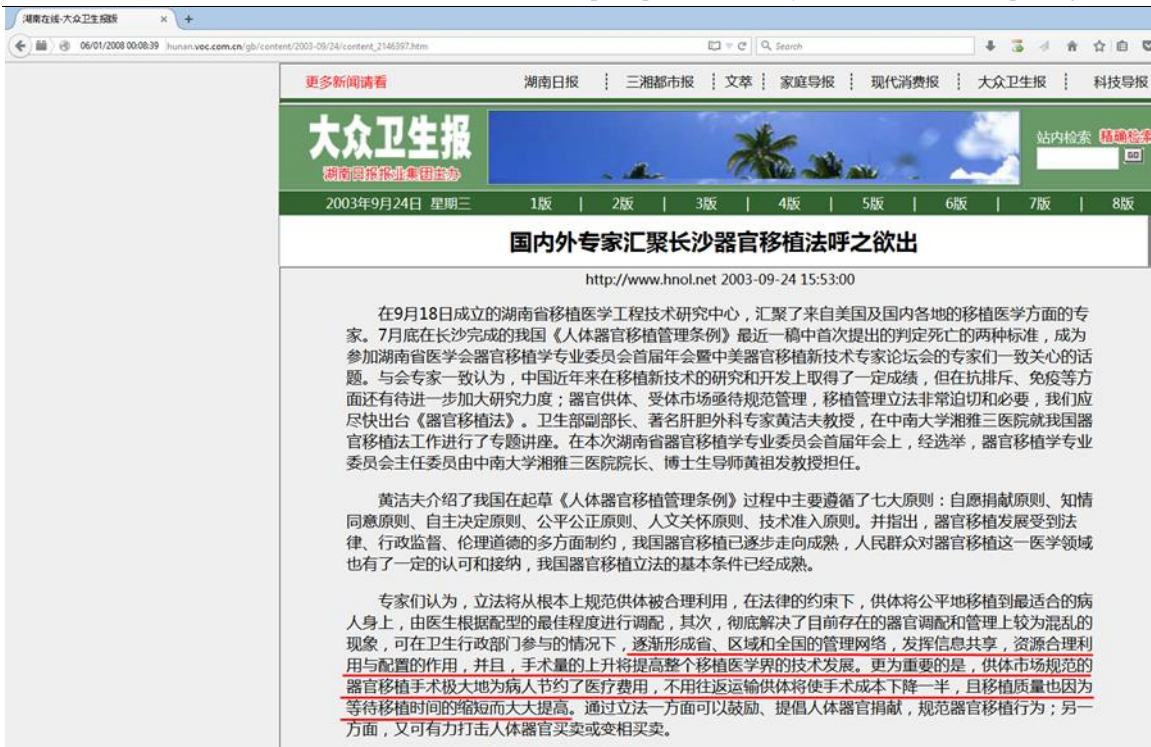 湖南在线-大众卫生报版 × +
06/01/2008 00:08:39 hunan.voc.com.cn/gb/content/2003-09/24/content_2146397.htm Search
更多新闻请看 湖南日报 三湘都市报 文萃 家庭导报 现代消费报 大众卫生报 科技导报
大众卫生报
湖南日报报业集团主办
站内检索 精确检索
GO
2003年9月24日 星期三 1版 | 2版 | 3版 | 4版 | 5版 | 6版 | 7版 | 8版
国内外专家汇聚长沙器官移植法呼之欲出
http://www.hnol.net 2003-09-24 15:53:00
在9月18日成立的湖南省移植医学工程技术研究中心，汇聚了来自美国及国内各地的移植医学方面的专
家。7月底在长沙完成的我国《人体器官移植管理条例》最近一稿中首次提出的判定死亡的两种标准，成为
参加湖南省医学会器官移植学专业委员会首届年会暨中美器官移植新技术专家论坛会的专家们一致关心的话
题。与会专家一致认为，中国近年来在移植新技术的研究和开发上取得了一定成绩，但在抗排斥、免疫等方
面还有待进一步加大研究力度；器官供体、受体市场亟待规范管理，移植管理立法非常迫切和必要，我们应
尽快出台《器官移植法》。卫生部副部长、著名肝胆外科专家黄洁夫教授，在中南大学湘雅三医院就我国器
官移植法工作进行了专题讲座。在本次湖南省器官移植学专业委员会首届年会上，经选举，器官移植学专业
委员会主任委员由中南大学湘雅三医院院长、博士生导师黄祖发教授担任。
黄洁夫介绍了我国在起草《人体器官移植管理条例》过程中主要遵循了七大原则：自愿捐献原则、知情
同意原则、自主决定原则、公平公正原则、人文关怀原则、技术准入原则。并指出，器官移植发展受到法
律、行政监督、伦理道德的多方面制约，我国器官移植已逐步走向成熟，人民群众对器官移植这一医学领域
也有了一定的认可和接纳，我国器官移植立法的基本条件已经成熟。
专家们认为，立法将从根本上规范供体被合理利用，在法律的约束下，供体将公平地移植到最适合的病
人身上，由医生根据配型的最佳程度进行调配，其次，彻底解决了目前存在的器官调配和管理上较为混乱的
现象，可在卫生行政部门参与的情况下，逐渐形成省、区域和全国的管理网络，发挥信息共享，资源合理利
用与配置的作用，并且，手术量的上升将提高整个移植医学界的技术发展。更为重要的是，供体市场规范的
器官移植手术极大地为病人节约了医疗费用，不用往返运输供体将使手术成本下降一半，且移植质量也因为
等待移植时间的缩短而大大提高。通过立法一方面可以鼓励、提倡人体器官捐献，规范器官移植行为；另一
方面，又可有力打击人体器官买卖或变相买卖。